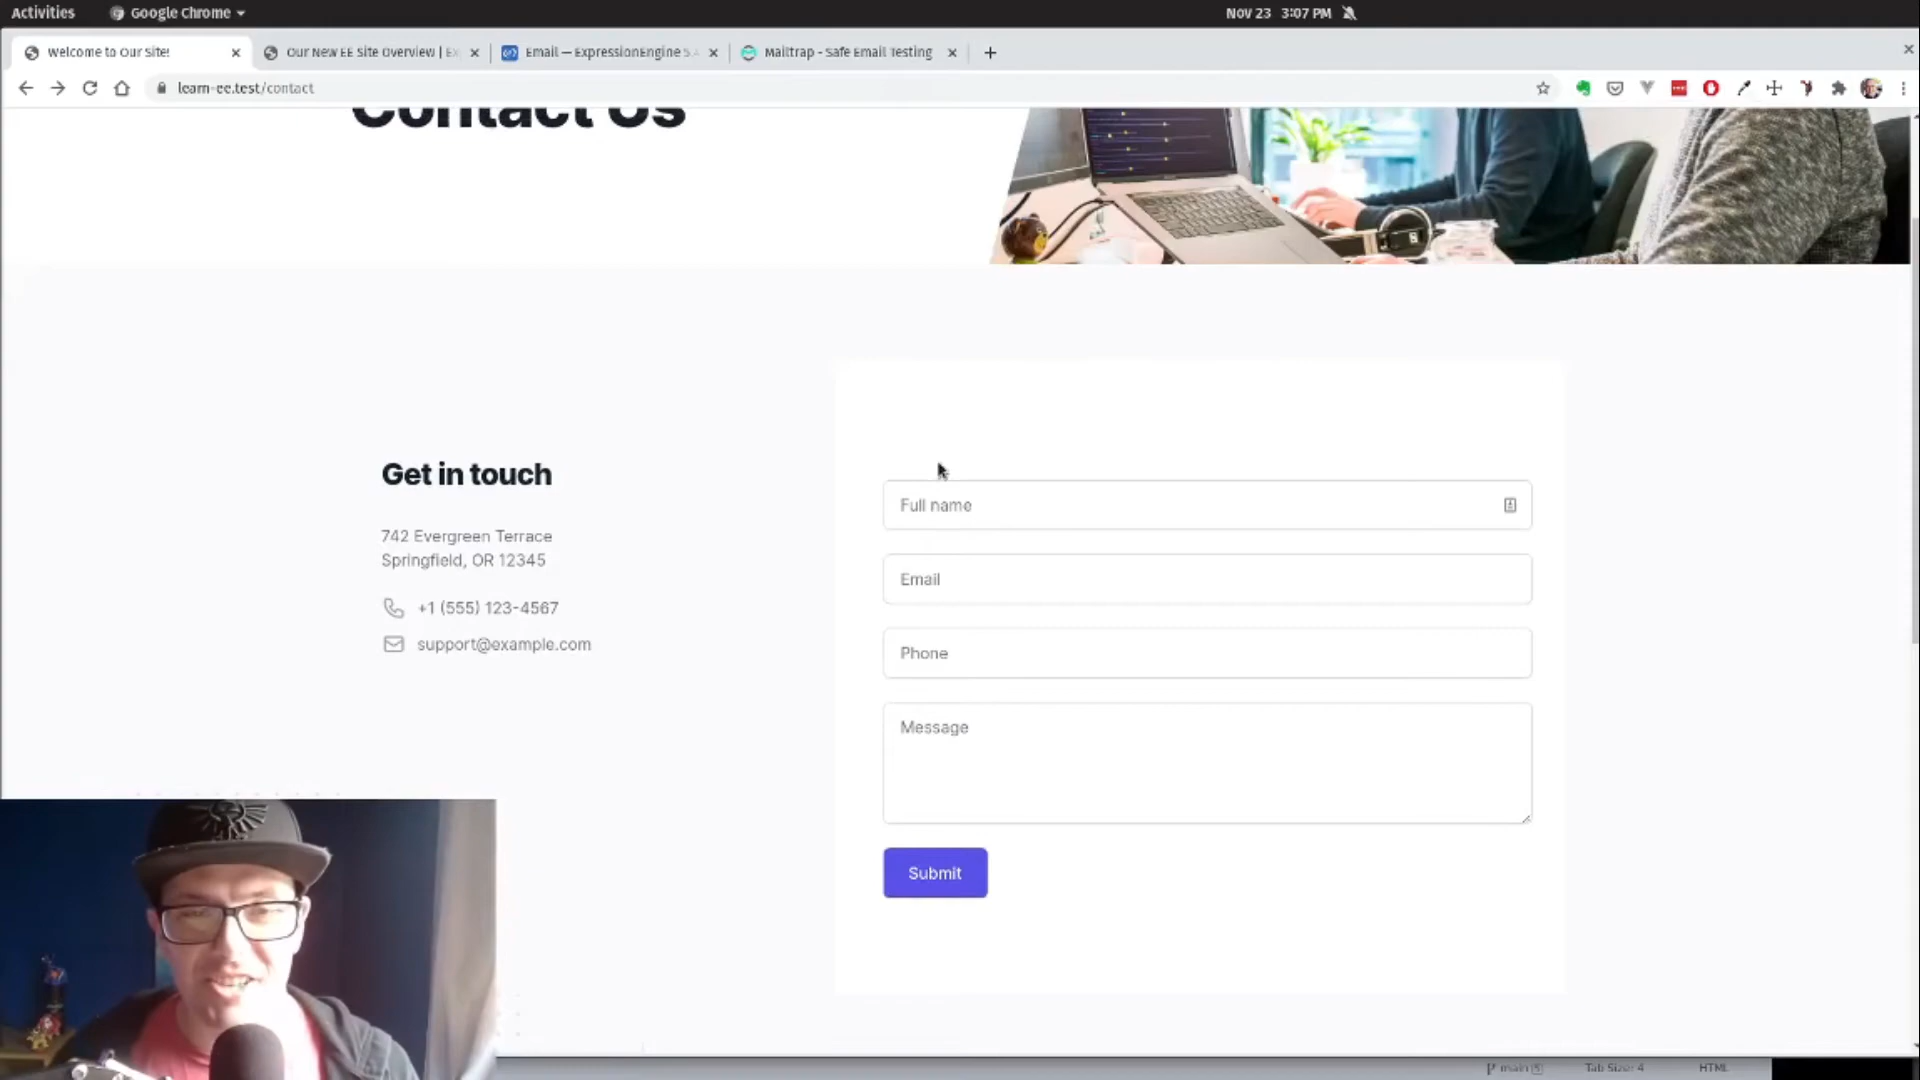 Activities
Google Chrome
Nov 23 3:07 PM
Welcome to Our Site!
Our New EE Site Overview | Ex
Email — ExpressionEngine 5.
Mailtrap - Safe Email Testing
learn-ee.test/contact
Contact Us
Get in touch
742 Evergreen Terrace
Springfield, OR 12345
+1 (555) 123-4567
support@example.com
Full name
Email
Phone
Message
Submit
main
Tab Size: 4
HTML